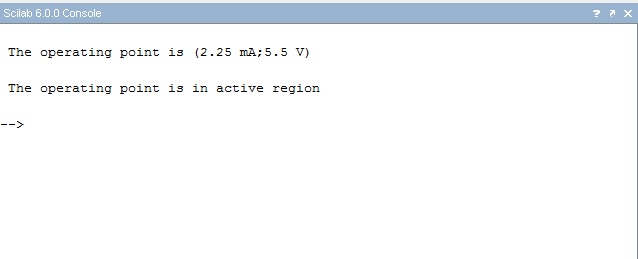 Scilab 6.0.0 Console
? ↗ ✕
The operating point is (2.25 mA;5.5 V)
The operating point is in active region
-->